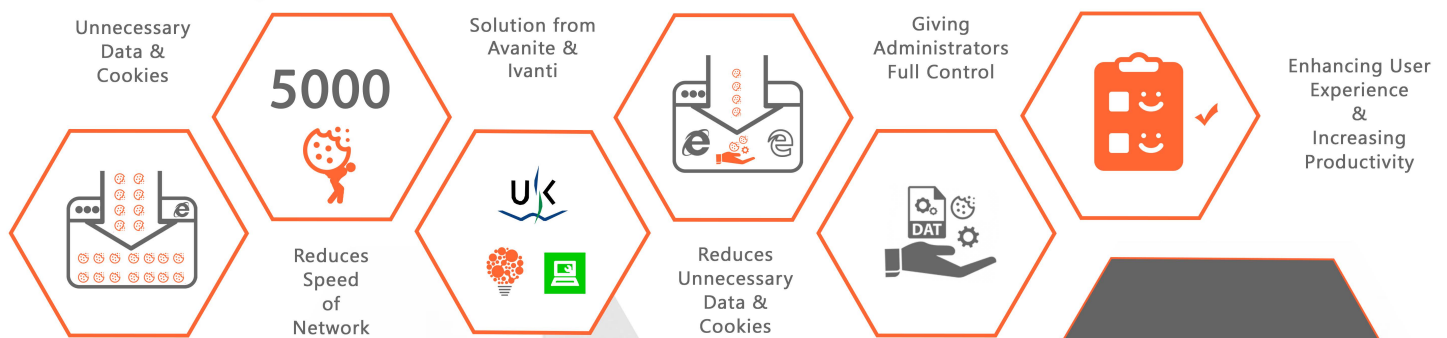 Unnecessary
Data &
Cookies
5000
Reduces
Speed
of
Network
Solution from
Avanite &
Ivanti
UK
Reduces
Unnecessary
Data &
Cookies
Giving
Administrators
Full Control
DAT
Enhancing User
Experience
&
Increasing
Productivity